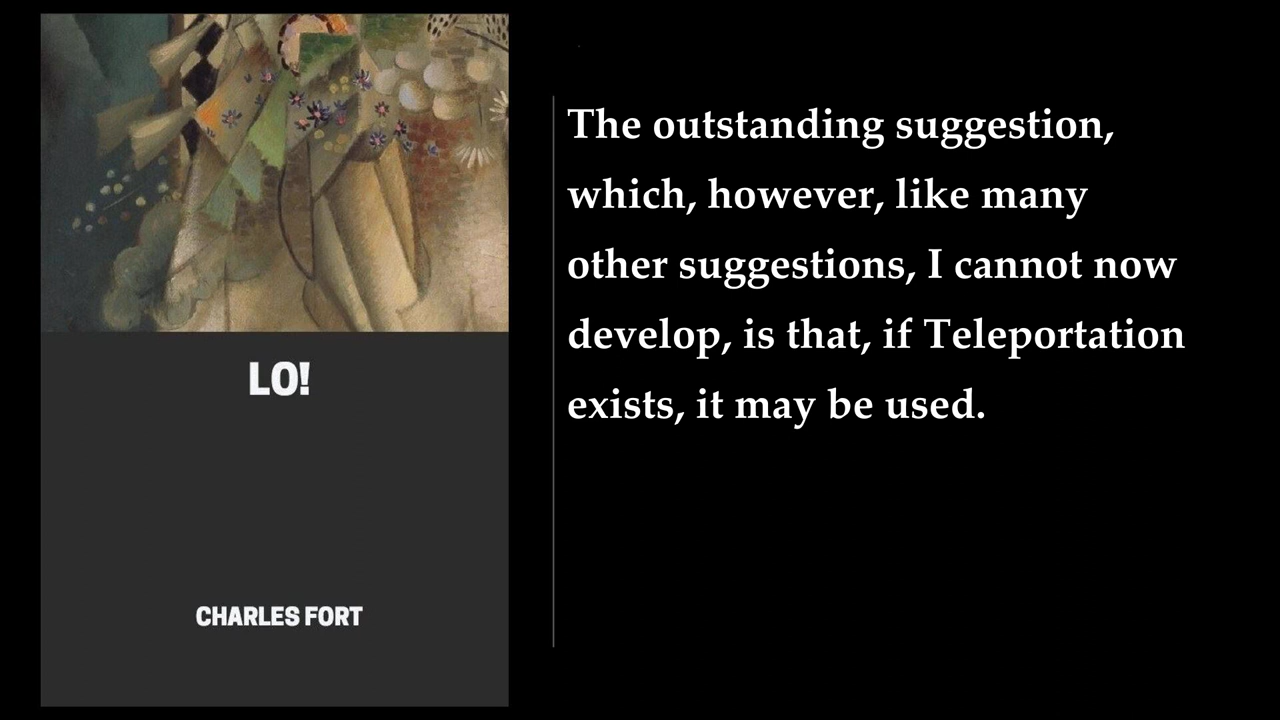 LO!
CHARLES FORT
The outstanding suggestion,
which, however, like many
other suggestions, I cannot now
develop, is that, if Teleportation
exists, it may be used.